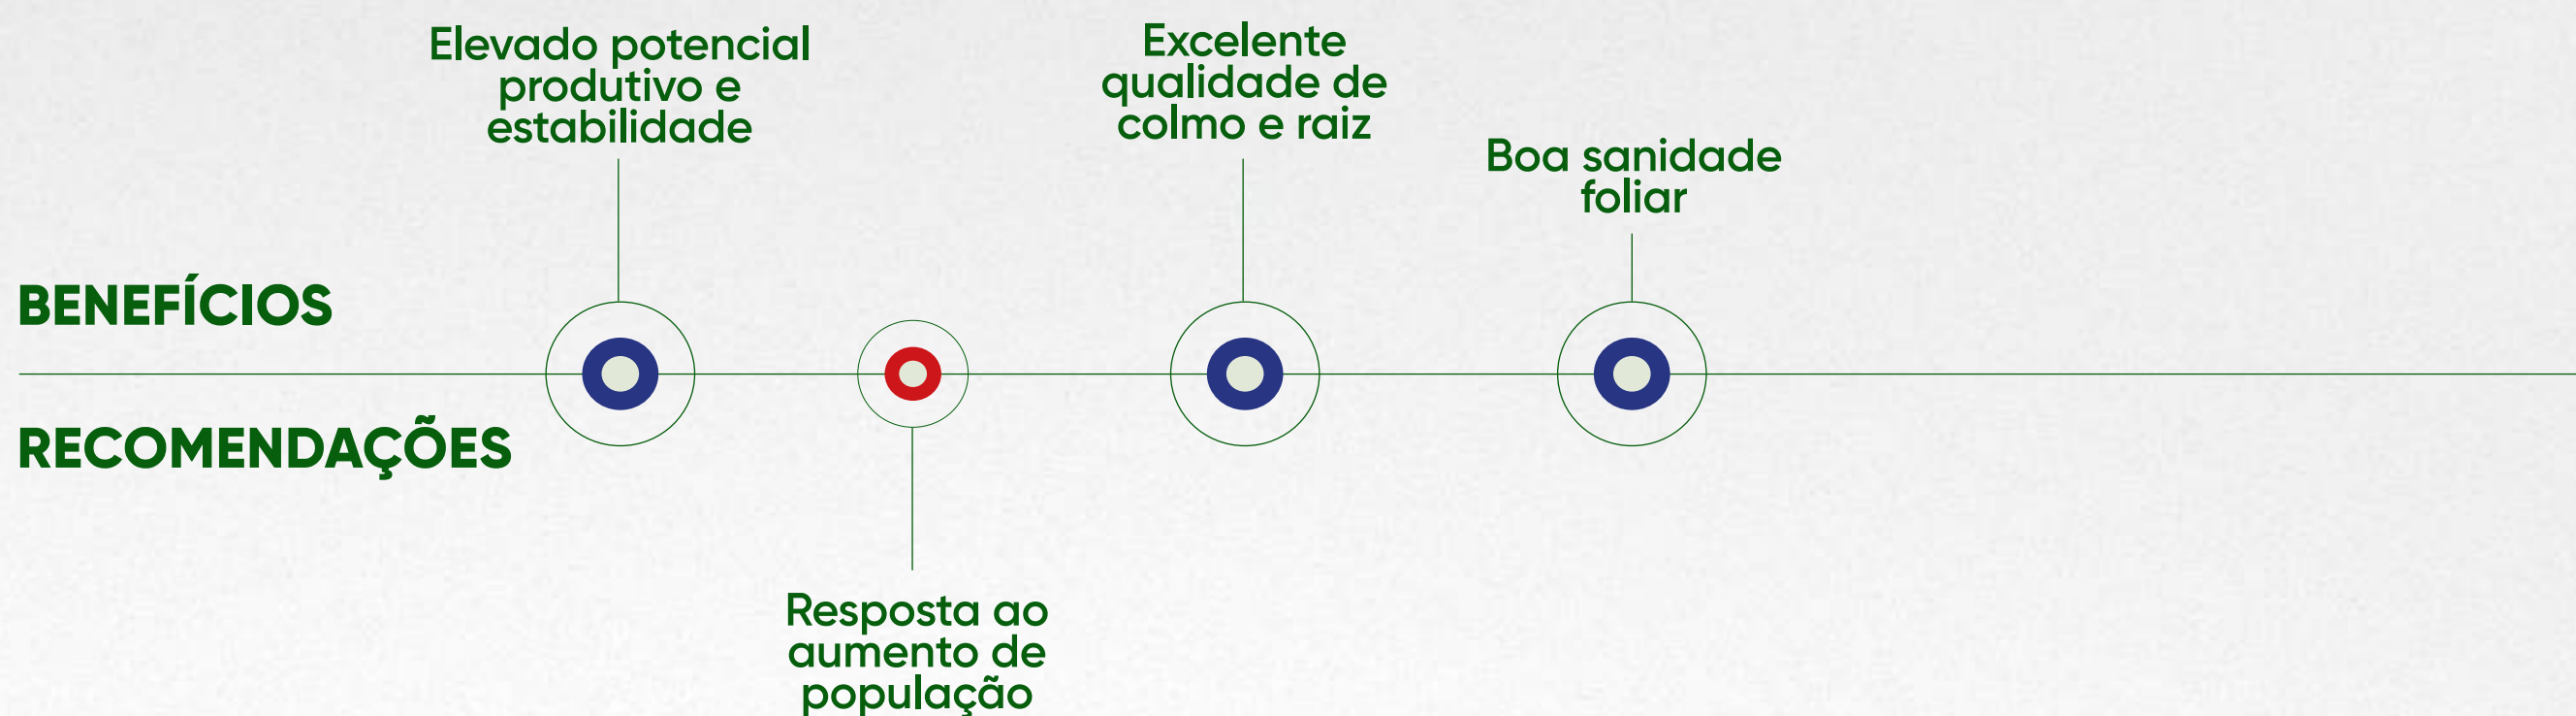 Elevado potencial
produtivo e
estabilidade
Excelente
qualidade de
colmo e raiz
Boa sanidade
foliar
BENEFÍCIOS
RECOMENDAÇÕES
Resposta ao
aumento de
população